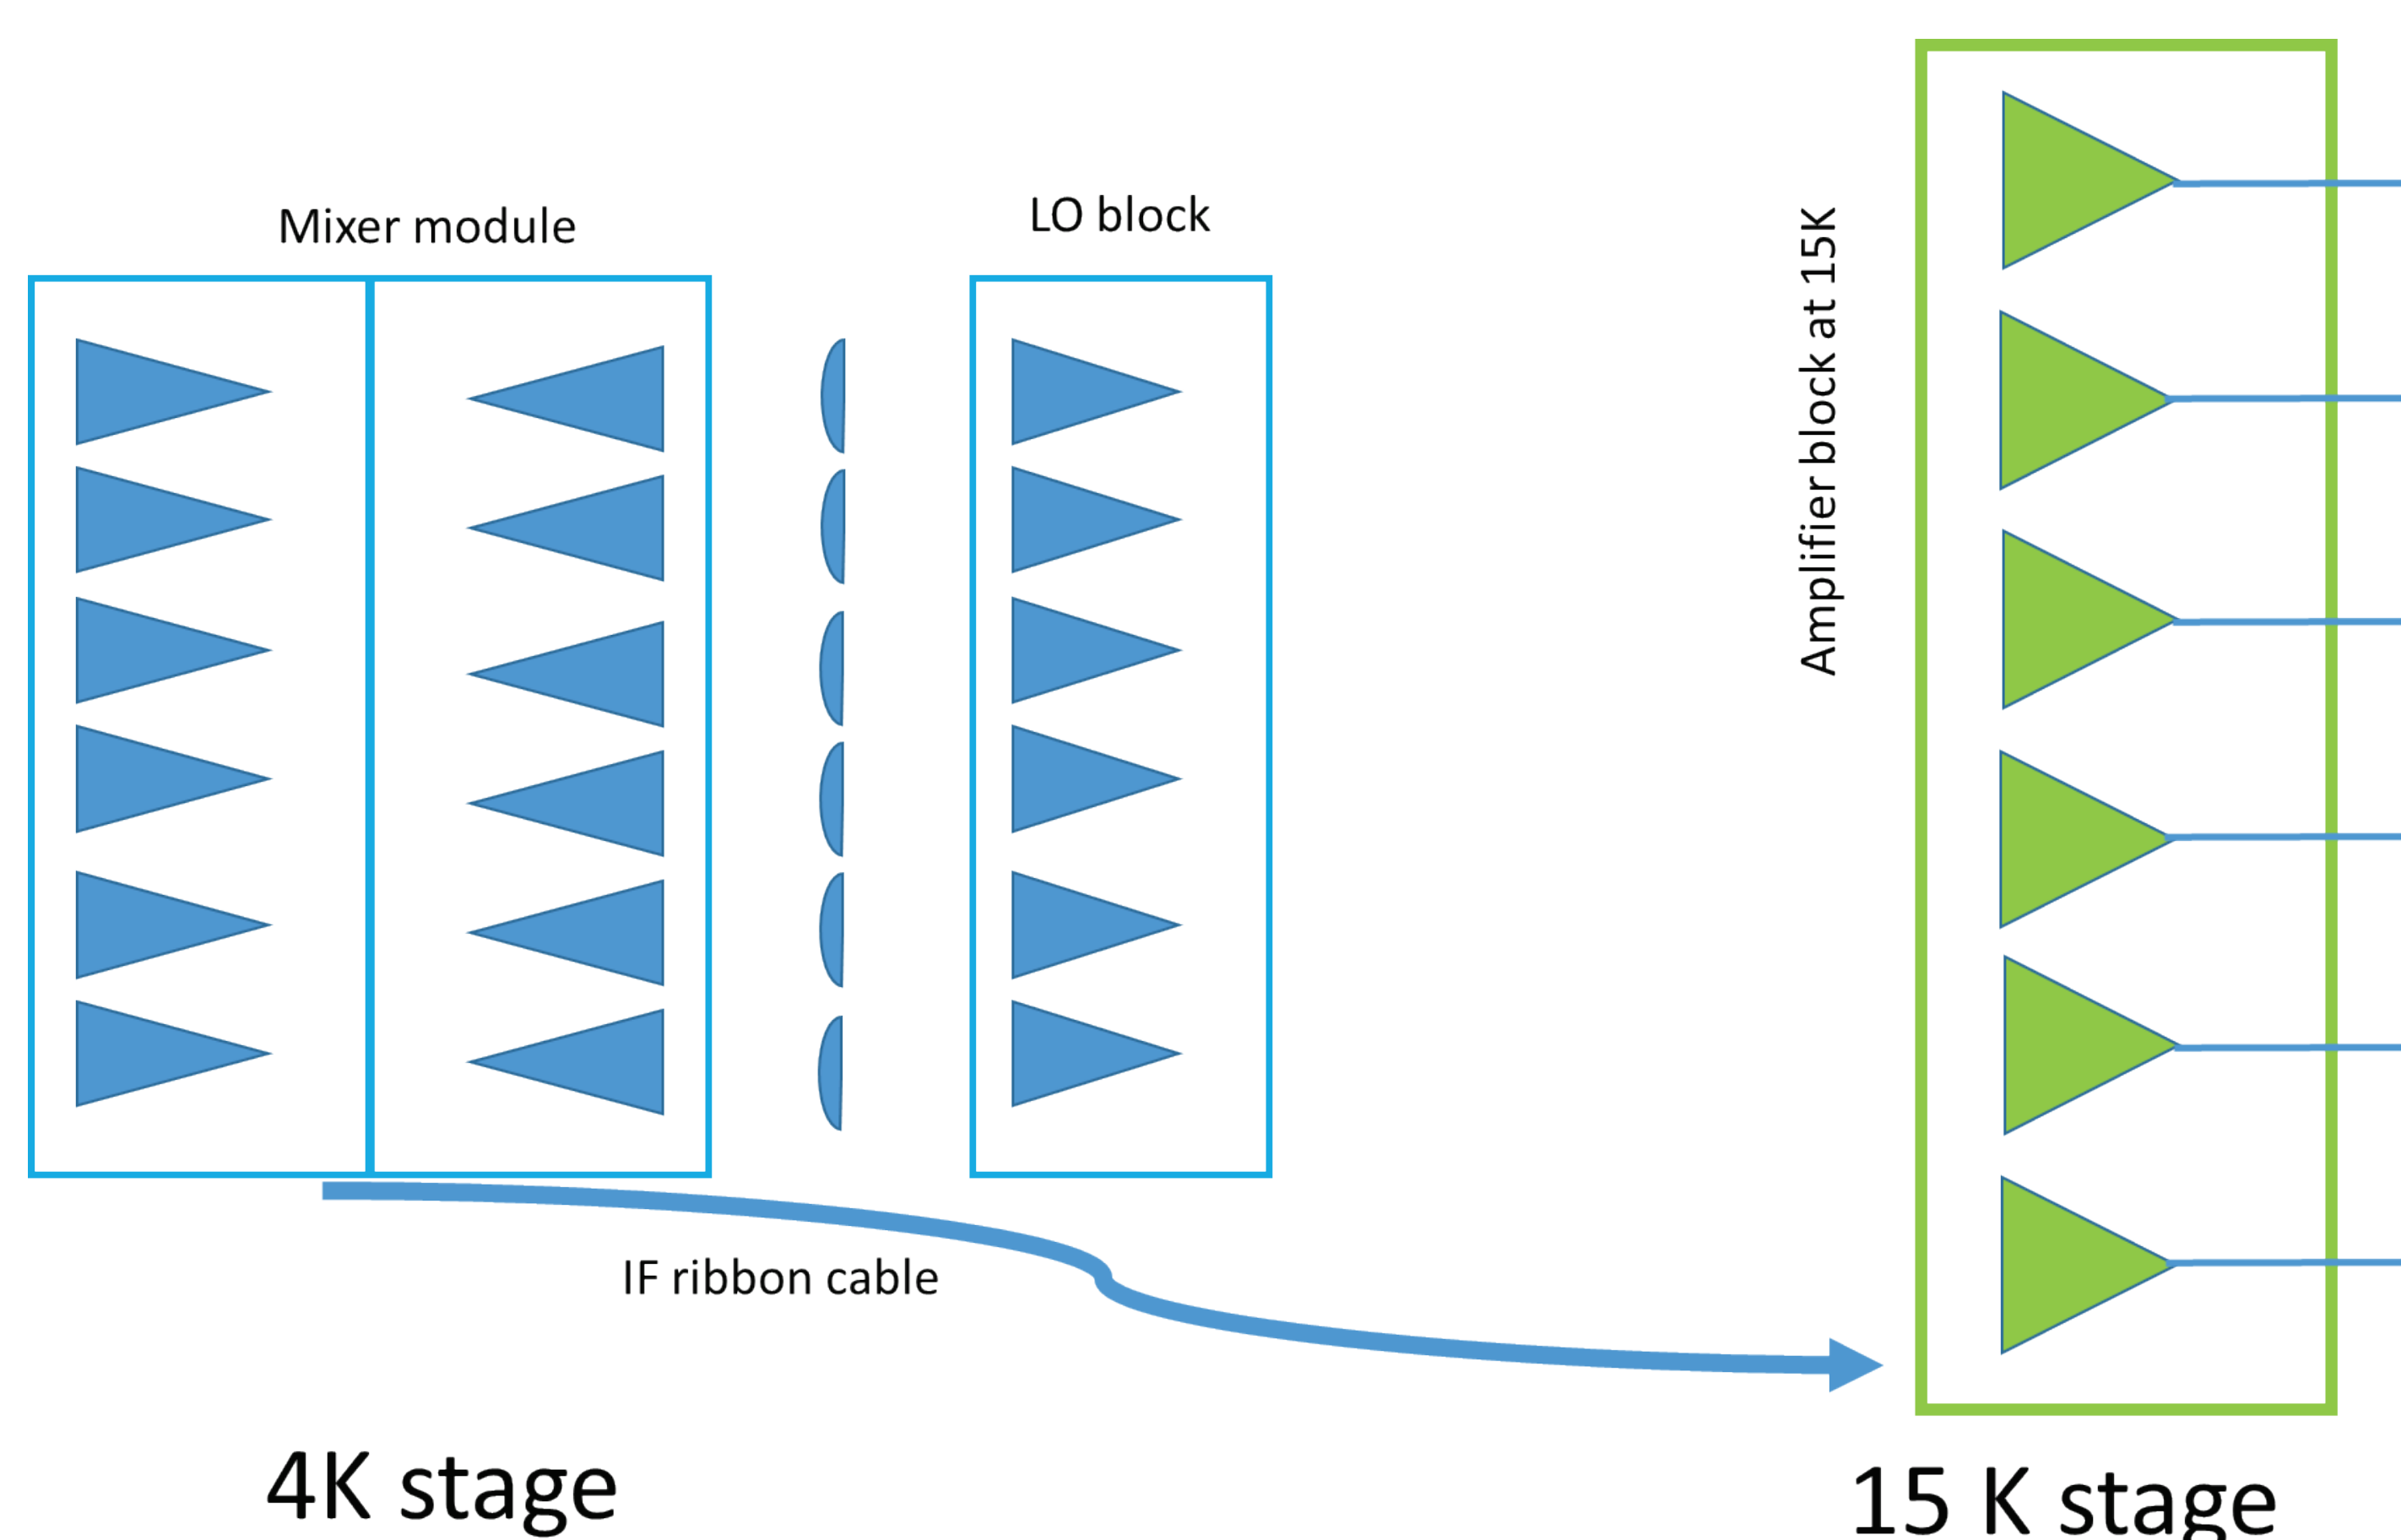 Mixer module
LO block
Amplifier block at 15K
IF ribbon cable
4K stage
15 K stage